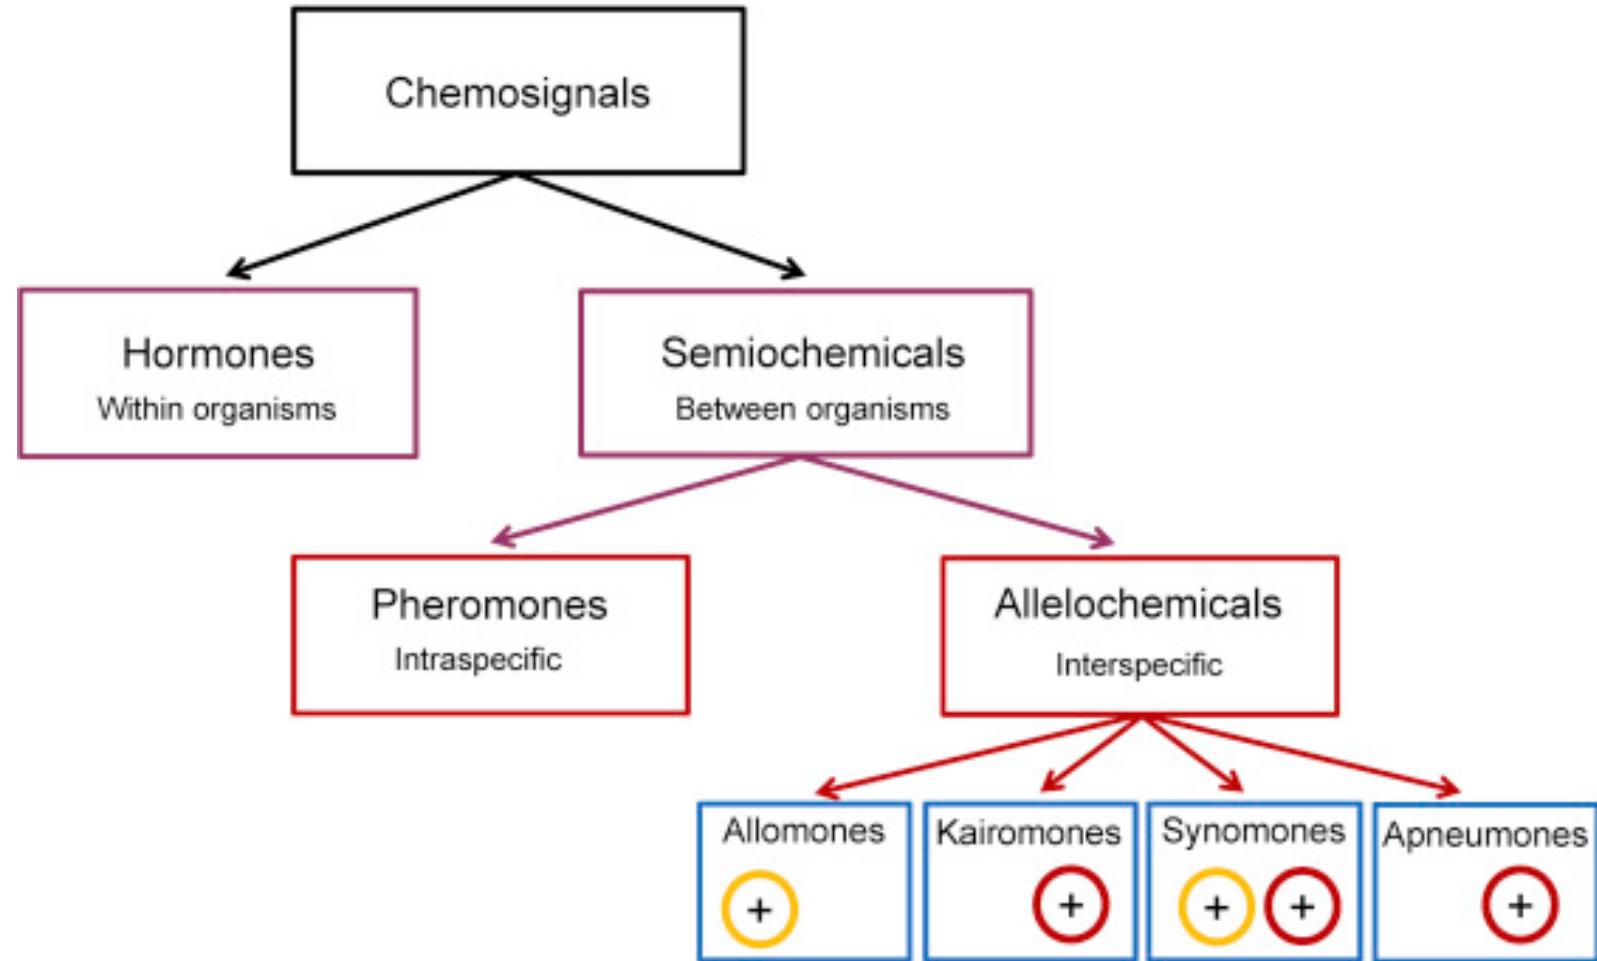 Chemosignals
Hormones
Within organisms
Semiochemicals
Between organisms
Pheromones
Intraspecific
Allelochemicals
Interspecific
Allomones
+
Kairomones
+
Synomones
+ +
Apneumones
+